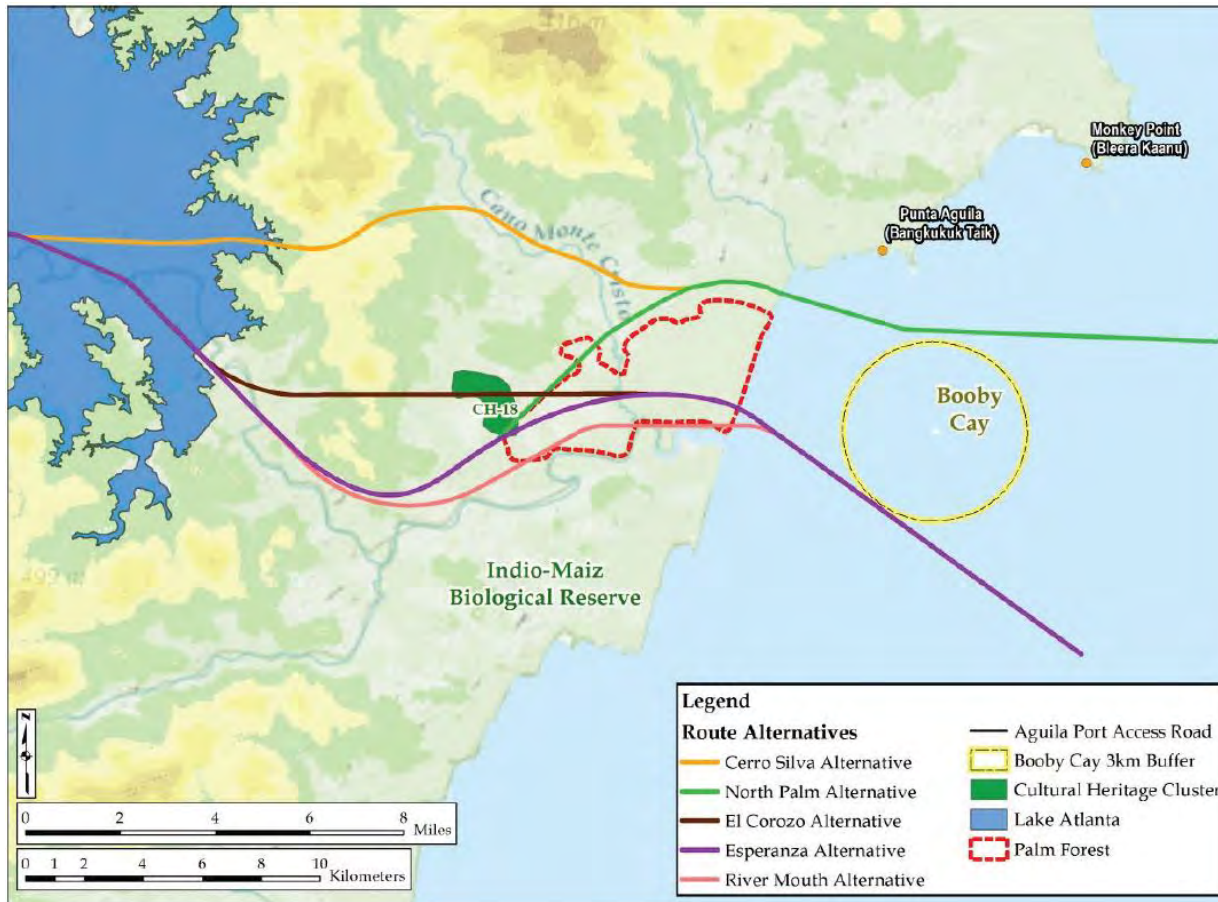 416 m
Monkey Point
(Bleera Kaanu)
Punta Aguila
(Bangkukuk Taik)
Cano Monte Cristo
CH-18
Booby
Cay
Indio-Maiz
Biological Reserve
492 m
N
0 2 4 6 8
Miles
0 1 2 4 6 8 10
Kilometers
Legend
Route Alternatives
Cerro Silva Alternative
North Palm Alternative
El Corozo Alternative
Esperanza Alternative
River Mouth Alternative
Aguila Port Access Road
Booby Cay 3km Buffer
Cultural Heritage Cluster
Lake Atlanta
Palm Forest